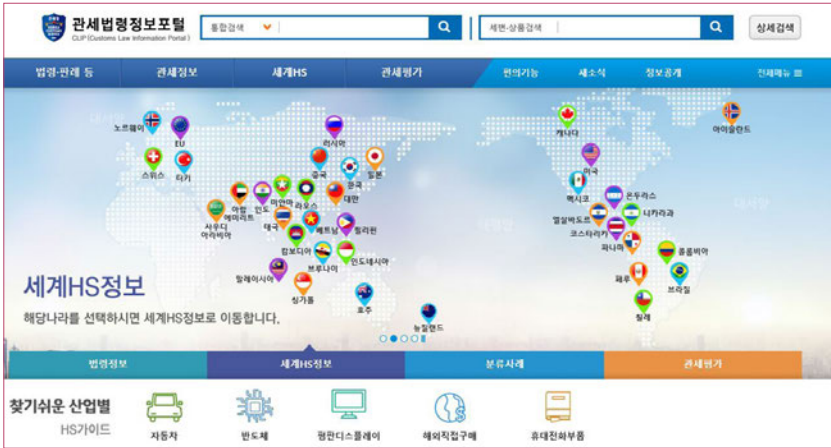 관세법령정보포털
CLIP(Customs Law Information Portal)
통합검색
세번-상품검색
상세검색
법령·판례 등
관세정보
세계HS
관세평가
편의기능
새소식
정보공개
전체메뉴
노르웨이
EU
러시아
캐나다
아이슬란드
스위스
터키
중국
한국
일본
미국
아랍
에미리트
인도
미얀마
라오스
대만
멕시코
온두라스
사우디
아라비아
태국
베트남
필리핀
엘살바도르
니카라과
코스타리카
캄보디아
브루나이
인도네시아
파나마
콜롬비아
말레이시아
싱가폴
호주
뉴질랜드
페루
브라질
칠레
세계HS정보
해당나라를 선택하시면 세계HS정보로 이동합니다.
법령정보
세계HS정보
분류사례
관세평가
찾기쉬운 산업별
HS가이드
자동차
반도체
평판디스플레이
해외직접구매
휴대전화부품